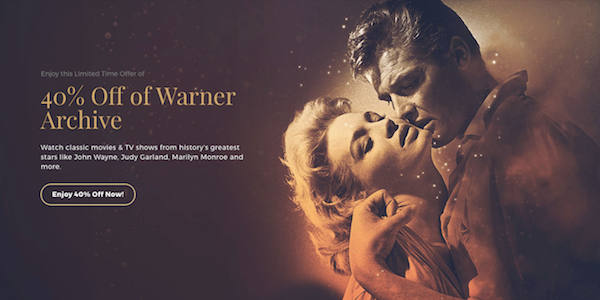 Enjoy this Limited Time Offer of
40% Off of Warner
Archive
Watch classic movies & TV shows from history's greatest
stars like John Wayne, Judy Garland, Marilyn Monroe and
more.
Enjoy 40% Off Now!